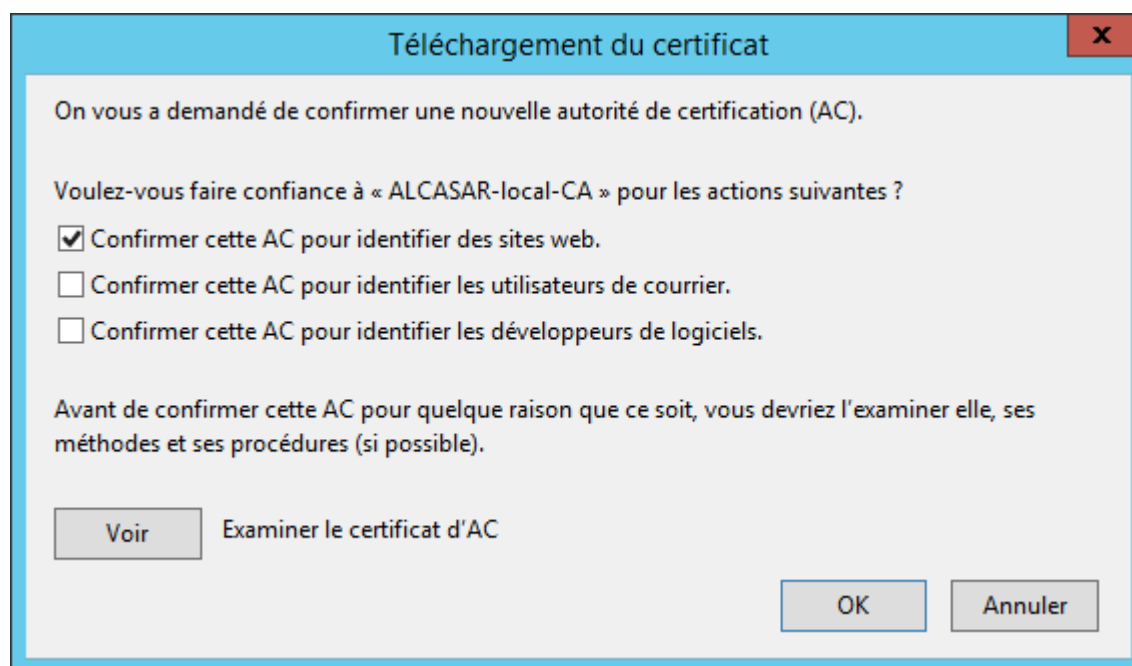 Téléchargement du certificat
x
On vous a demandé de confirmer une nouvelle autorité de certification (AC).
Voulez-vous faire confiance à « ALCASAR-local-CA » pour les actions suivantes ?
Confirmer cette AC pour identifier des sites web.
Confirmer cette AC pour identifier les utilisateurs de courrier.
Confirmer cette AC pour identifier les développeurs de logiciels.
Avant de confirmer cette AC pour quelque raison que ce soit, vous devriez l’examiner elle, ses
méthodes et ses procédures (si possible).
Voir Examiner le certificat d’AC
OK Annuler